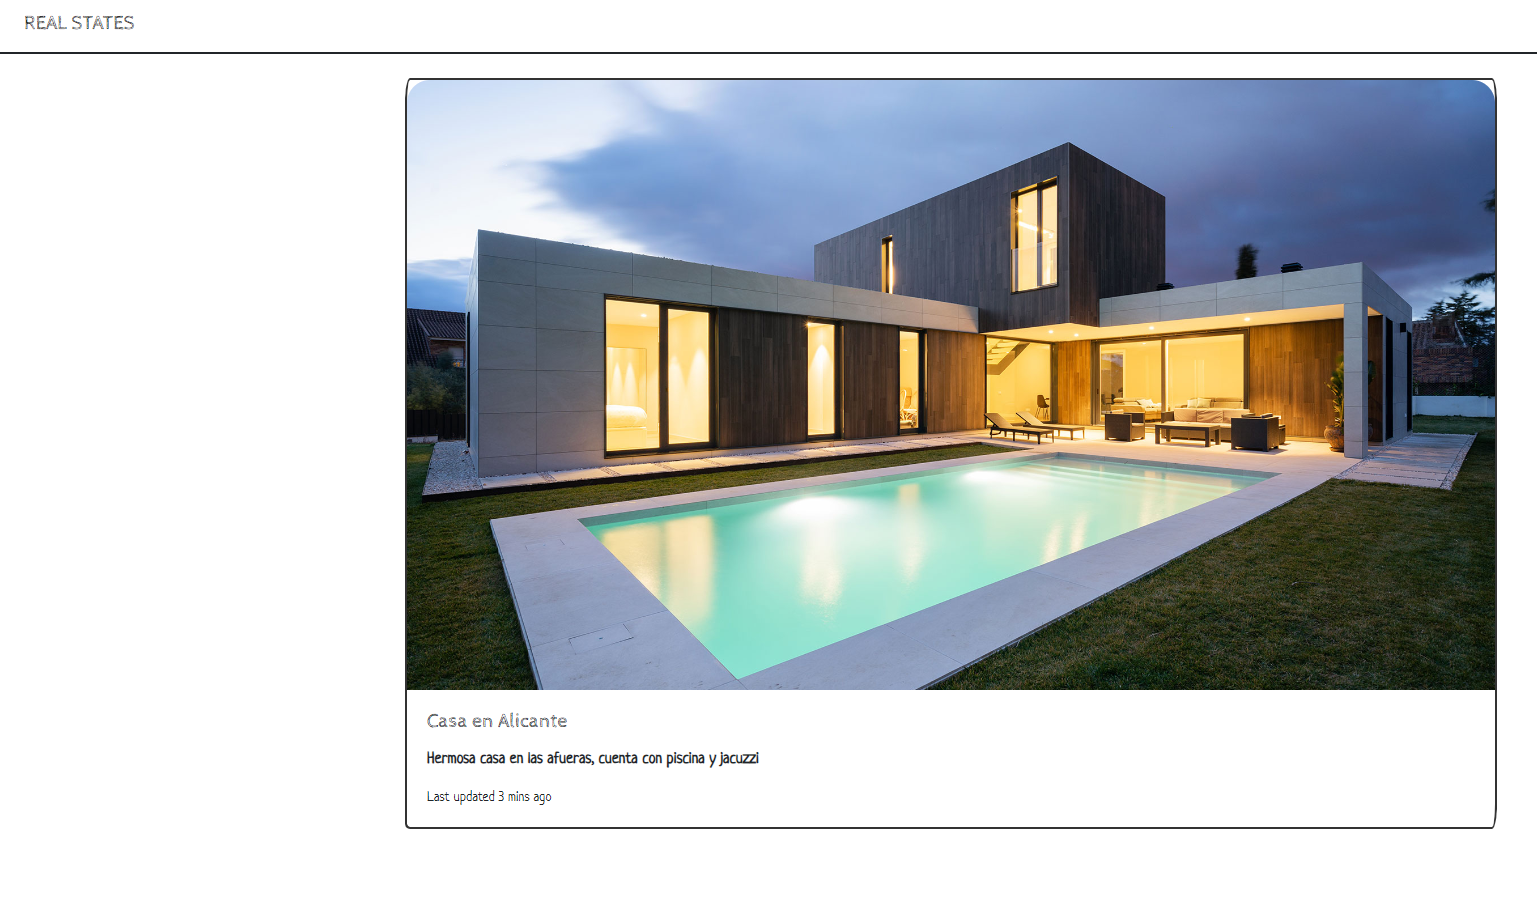 REAL STATES
Casa en Alicante
Hermosa casa en las afueras, cuenta con piscina y jacuzzi
Last updated 3 mins ago